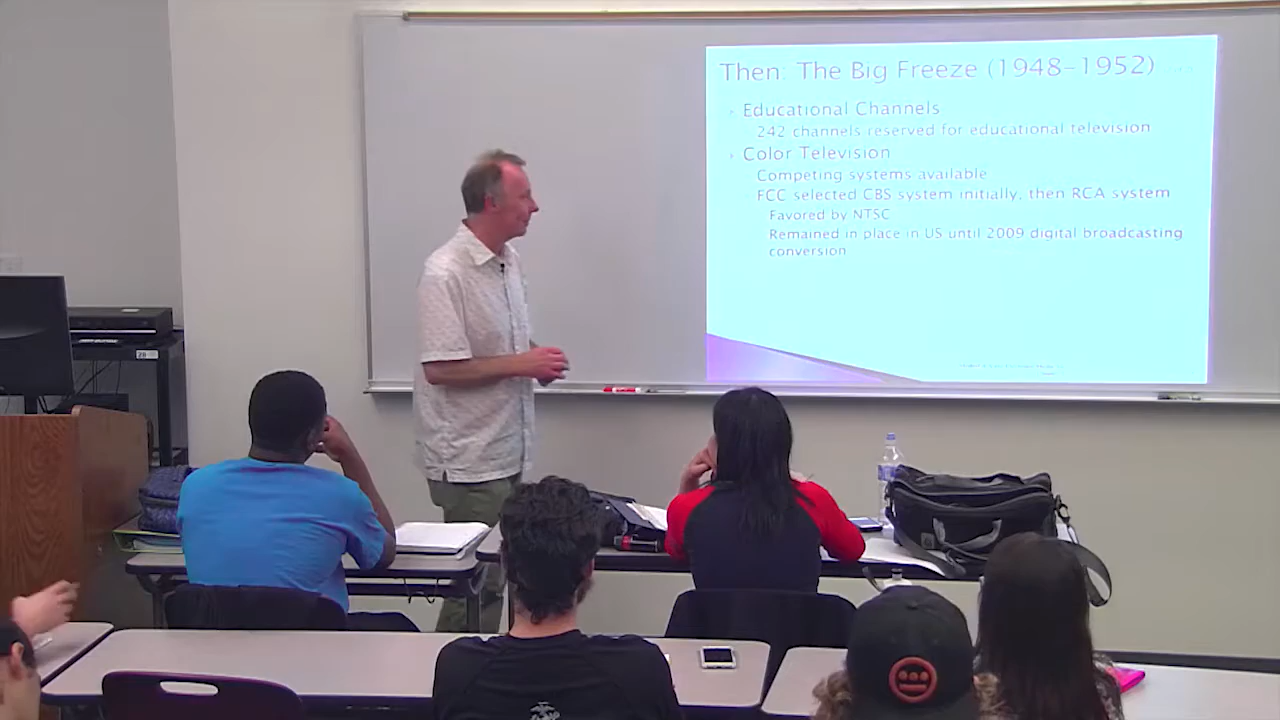 Then: The Big Freeze (1948–1952)
Educational Channels
242 channels reserved for educational television
Color Television
Competing systems available
FCC selected CBS system initially, then RCA system
Favored by NTSC
Remained in place in US until 2009 digital broadcasting
conversion
28